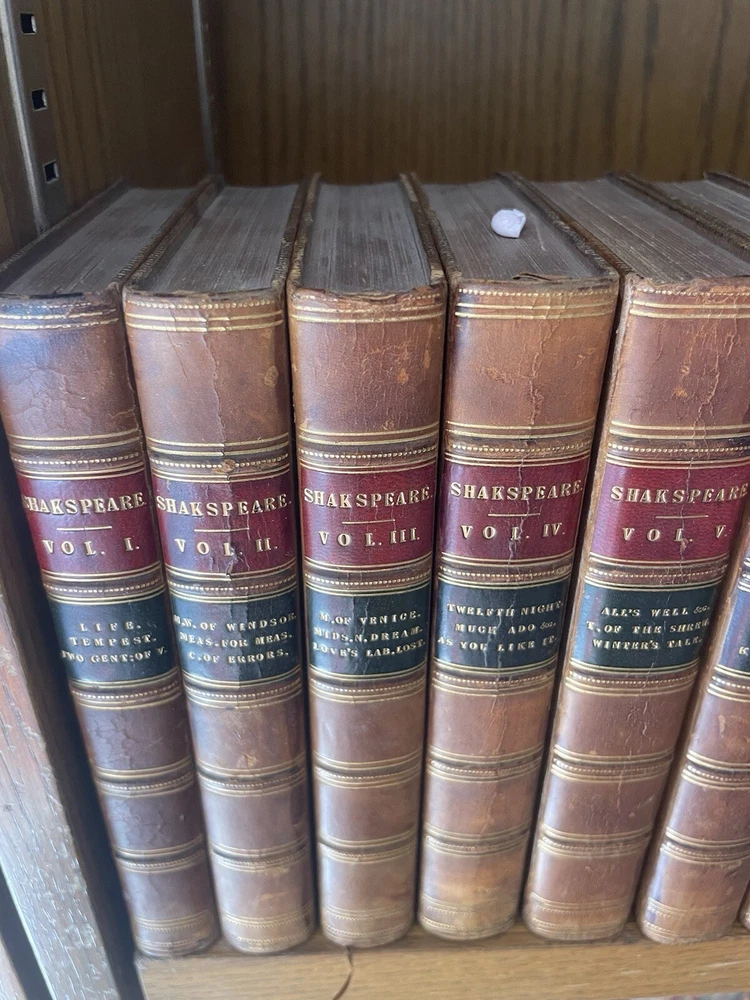 SHAKSPEARE.
VOL. I.
LIFE.
TEMPEST.
TWO GENT: OF V.
SHAKSPEARE.
VOL. II.
M.W. OF WINDSOR.
MEAS. FOR MEAS.
C. OF ERRORS.
SHAKSPEARE.
VOL. III.
M. OF VENICE.
MIDS. N. DREAM.
LOVE'S LAB. LOST.
SHAKSPEARE.
VOL. IV.
TWELFTH NIGHT.
MUCH ADO &c.
AS YOU LIKE IT.
SHAKSPEARE
VOL. V.
ALL'S WELL &c.
T. OF THE SHREW.
WINTER'S TALE.
K